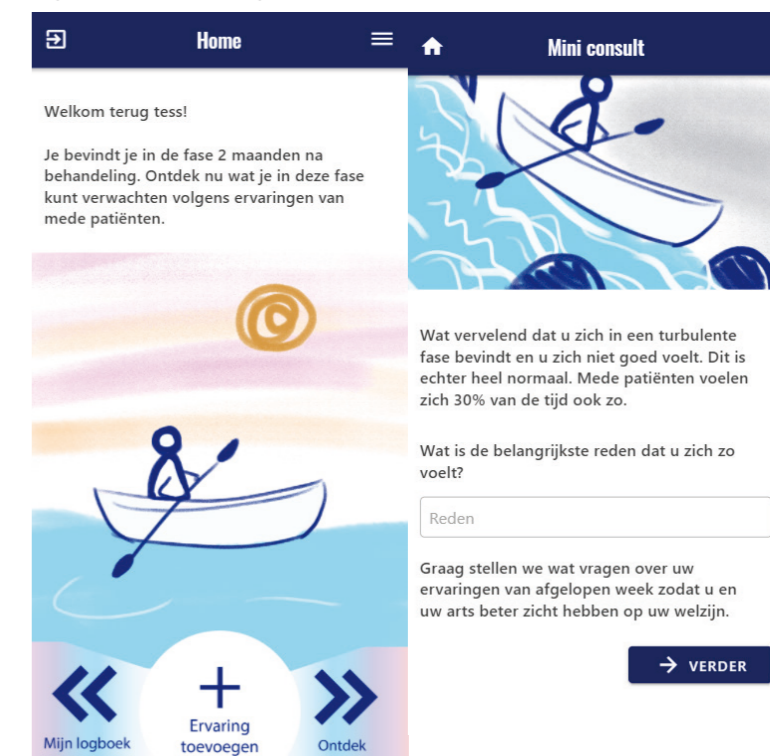 Home
Welkom terug tess!
Je bevindt je in de fase 2 maanden na
behandeling. Ontdek nu wat je in deze fase
kunt verwachten volgens ervaringen van
mede patiënten.
Mijn logboek
Ervaring
toevoegen
Ontdek
Mini consult
Wat vervelend dat u zich in een turbulente
fase bevindt en u zich niet goed voelt. Dit is
echter heel normaal. Mede patiënten voelen
zich 30% van de tijd ook zo.
Wat is de belangrijkste reden dat u zich zo
voelt?
Reden
Graag stellen we wat vragen over uw
ervaringen van afgelopen week zodat u en
uw arts beter zicht hebben op uw welzijn.
VERDER